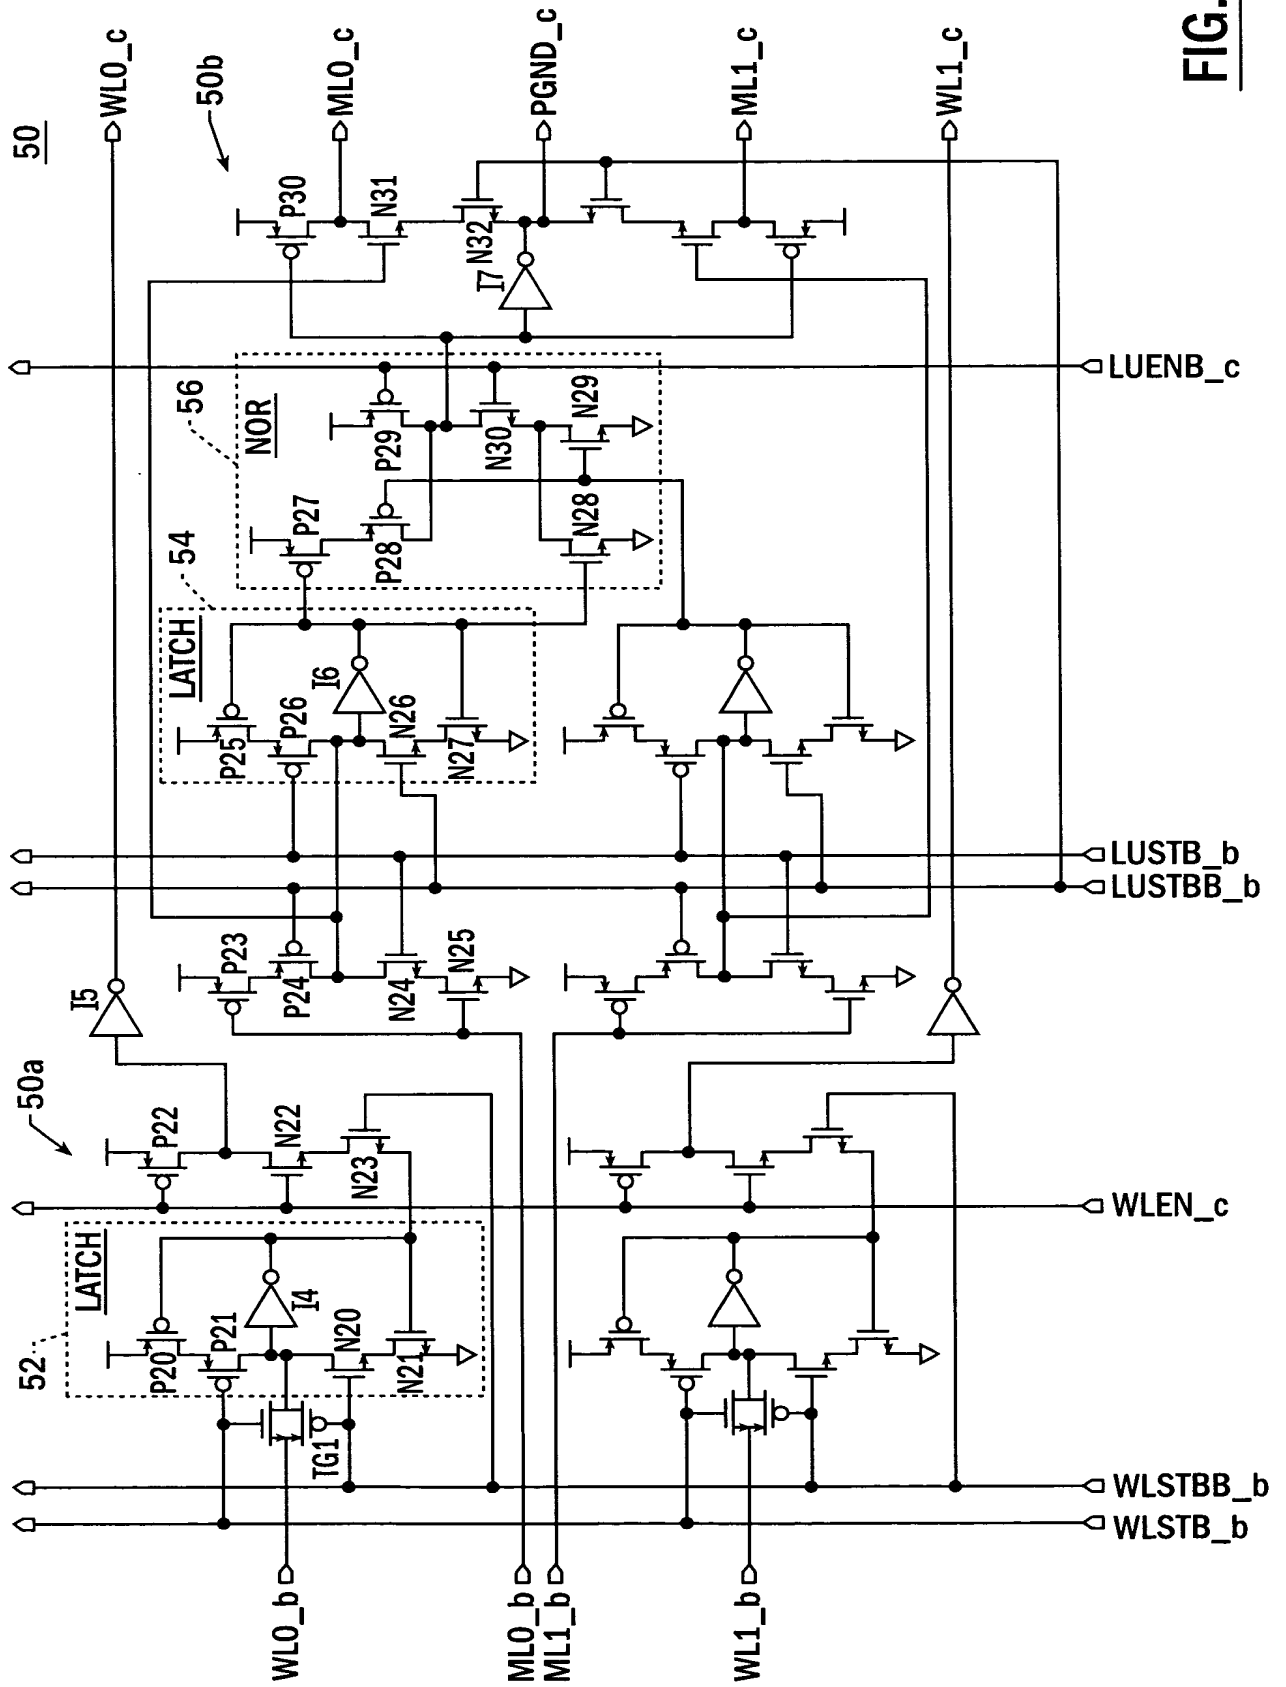 50
50a
50b
WL0_c
ML0_c
PGND_c
ML1_c
WL1_c
FIG.
P30
N31
N32
I7
56
NOR
P29
N30
N29
P27
P28
N28
LUENB_c
54
LATCH
I6
P25
P26
N26
N27
LUSTB_b
LUSTBB_b
P23
P24
N24
N25
I5
P22
N22
N23
WLEN_c
52
LATCH
I4
P20
P21
N20
N21
TG1
WLSTBB_b
WLSTB_b
WL0_b
ML0_b
ML1_b
WL1_b